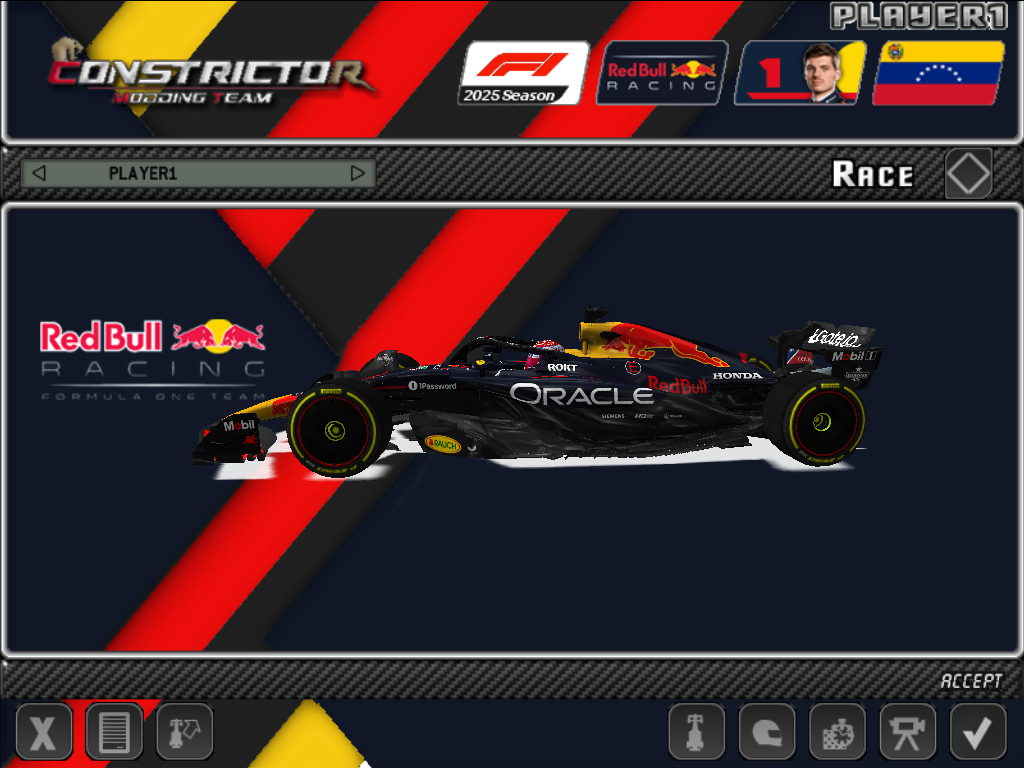 PLAYER1
CONSTRICTOR
MODDING TEAM
2025 Season
Red Bull
RACING
1
PLAYER1
RACE
Red Bull
RACING
FORMULA ONE TEAM
ROKT
1Password
ORACLE
Red Bull
HONDA
Mobil 1
Mobil
SIEMENS
RAUCH
ACCEPT
X